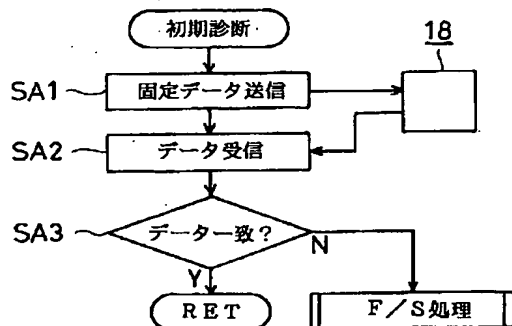 初期診断
18
SA1
固定データ送信
SA2
データ受信
SA3
データ一致?
N
Y
RET
F/S処理